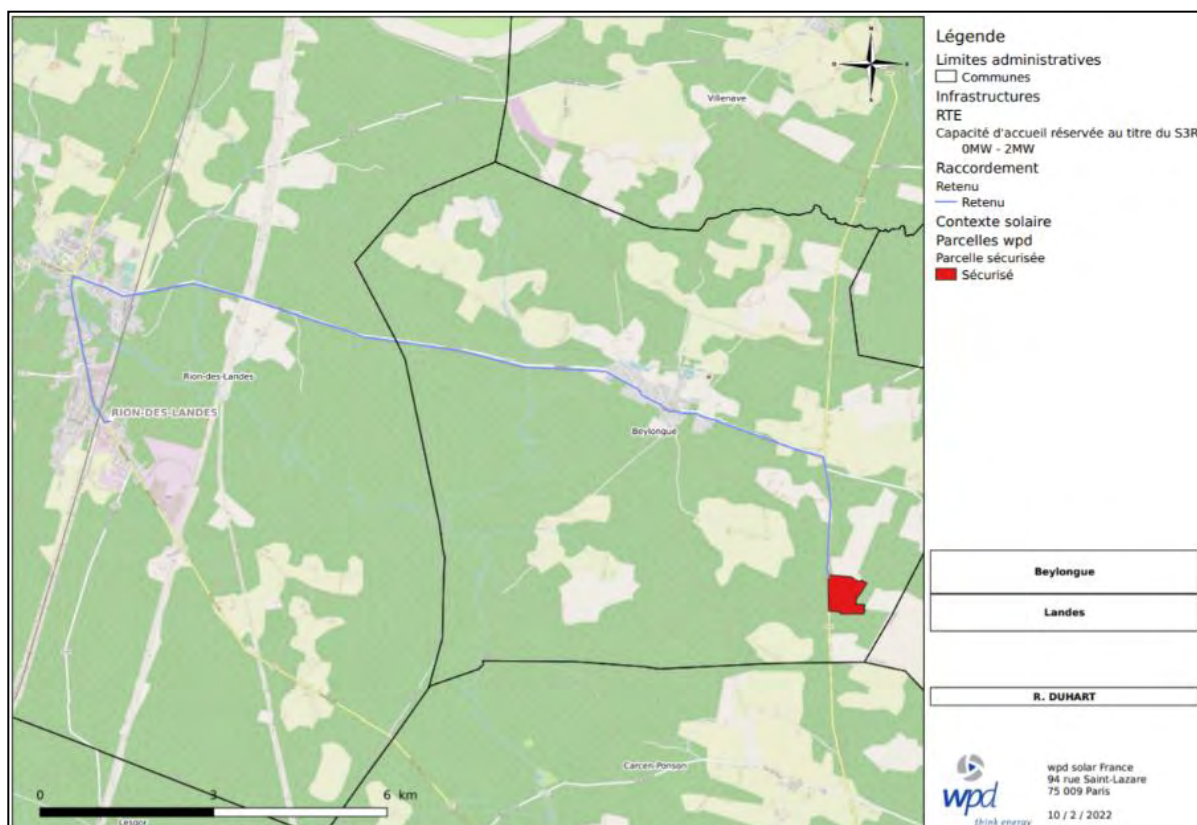 Légende
Limites administratives
Communes
Infrastructures
RTE
Capacité d'accueil réservée au titre du S3R
0MW - 2MW
Raccordement
Retenu
Retenu
Contexte solaire
Parcelles wpd
Parcelle sécurisée
Sécurisé
Villenave
Rion-des-Landes
RION-DES-LANDES
Beylongue
Carcen-Ponson
Lesgor
0 3 6 km
Beylongue
Landes
R. DUHART
wpd
think energy
wpd solar France
94 rue Saint-Lazare
75 009 Paris
10 / 2 / 2022